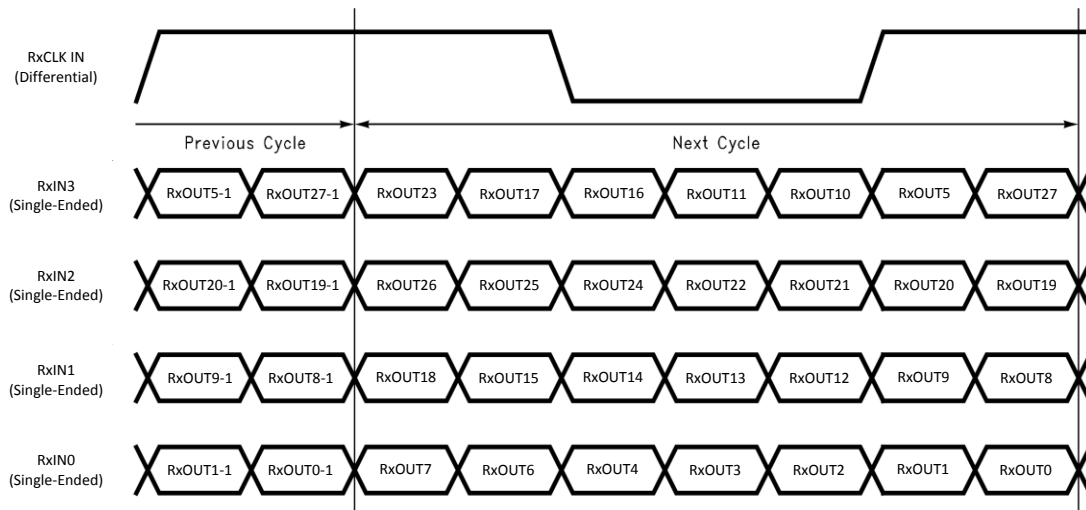 RxCLK IN
(Differential)
Previous Cycle
Next Cycle
RxIN3
(Single-Ended)
RxOUT5-1 RxOUT27-1 RxOUT23 RxOUT17 RxOUT16 RxOUT11 RxOUT10 RxOUT5 RxOUT27
RxIN2
(Single-Ended)
RxOUT20-1 RxOUT19-1 RxOUT26 RxOUT25 RxOUT24 RxOUT22 RxOUT21 RxOUT20 RxOUT19
RxIN1
(Single-Ended)
RxOUT9-1 RxOUT8-1 RxOUT18 RxOUT15 RxOUT14 RxOUT13 RxOUT12 RxOUT9 RxOUT8
RxIN0
(Single-Ended)
RxOUT1-1 RxOUT0-1 RxOUT7 RxOUT6 RxOUT4 RxOUT3 RxOUT2 RxOUT1 RxOUT0